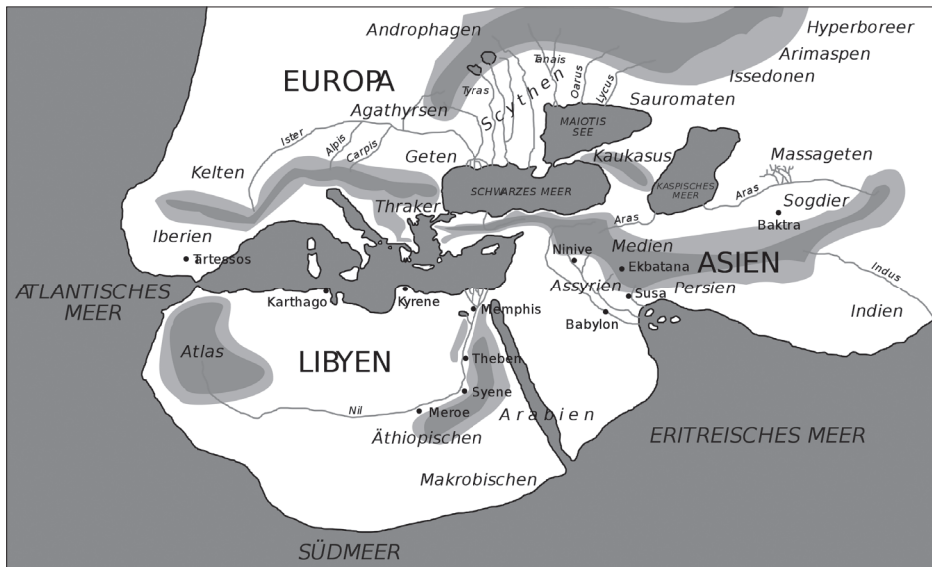 Hyperboreer
Androphagen
Arimaspen
Tanais
Issedonen
EUROPA
Tyras
Scythen
Oarus
Lycus
Sauromaten
Agathyrsen
MAIOTIS
SEE
Ister
Alpis
Carpis
Geten
Kaukasus
Massageten
Kelten
SCHWARZES MEER
KASPISCHES
MEER
Aras
Sogdier
Thraker
Aras
Baktra
Iberien
Ninive
Medien
Tartessos
Ekbatana
ASIEN
Indus
ATLANTISCHES
MEER
Assyrien
Susa
Persien
Karthago
Kyrene
Memphis
Babylon
Indien
Atlas
LIBYEN
Theben
Syene
Nil
Meroe
Arabien
Äthiopischen
ERITREISCHES MEER
Makrobischen
SÜDMEER